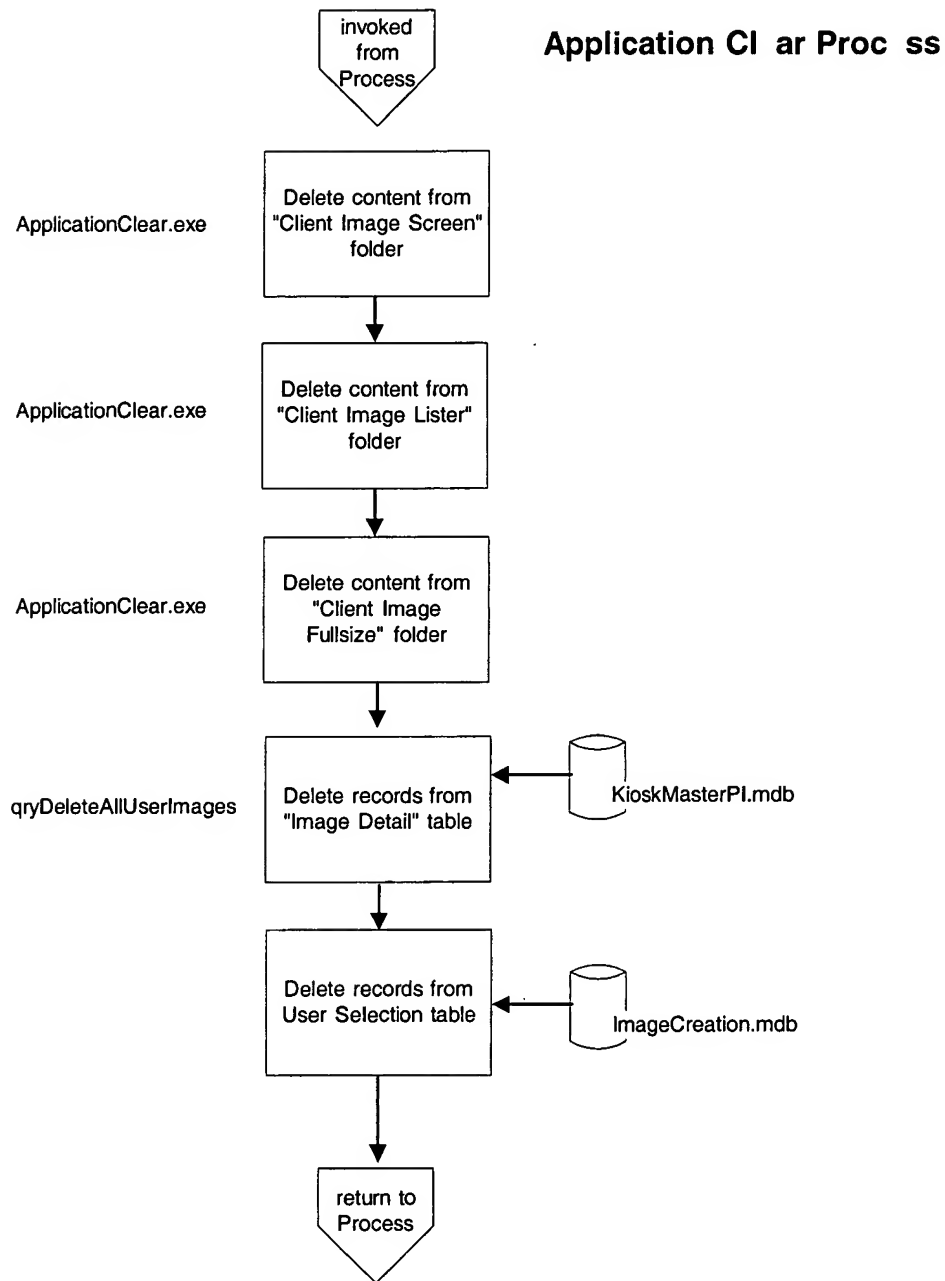 Application Cl ar Proc ss
invoked
from
Process
ApplicationClear.exe
Delete content from
"Client Image Screen"
folder
ApplicationClear.exe
Delete content from
"Client Image Lister"
folder
ApplicationClear.exe
Delete content from
"Client Image
Fullsize" folder
qryDeleteAllUserImages
Delete records from
"Image Detail" table
KioskMasterPI.mdb
Delete records from
User Selection table
ImageCreation.mdb
return to
Process